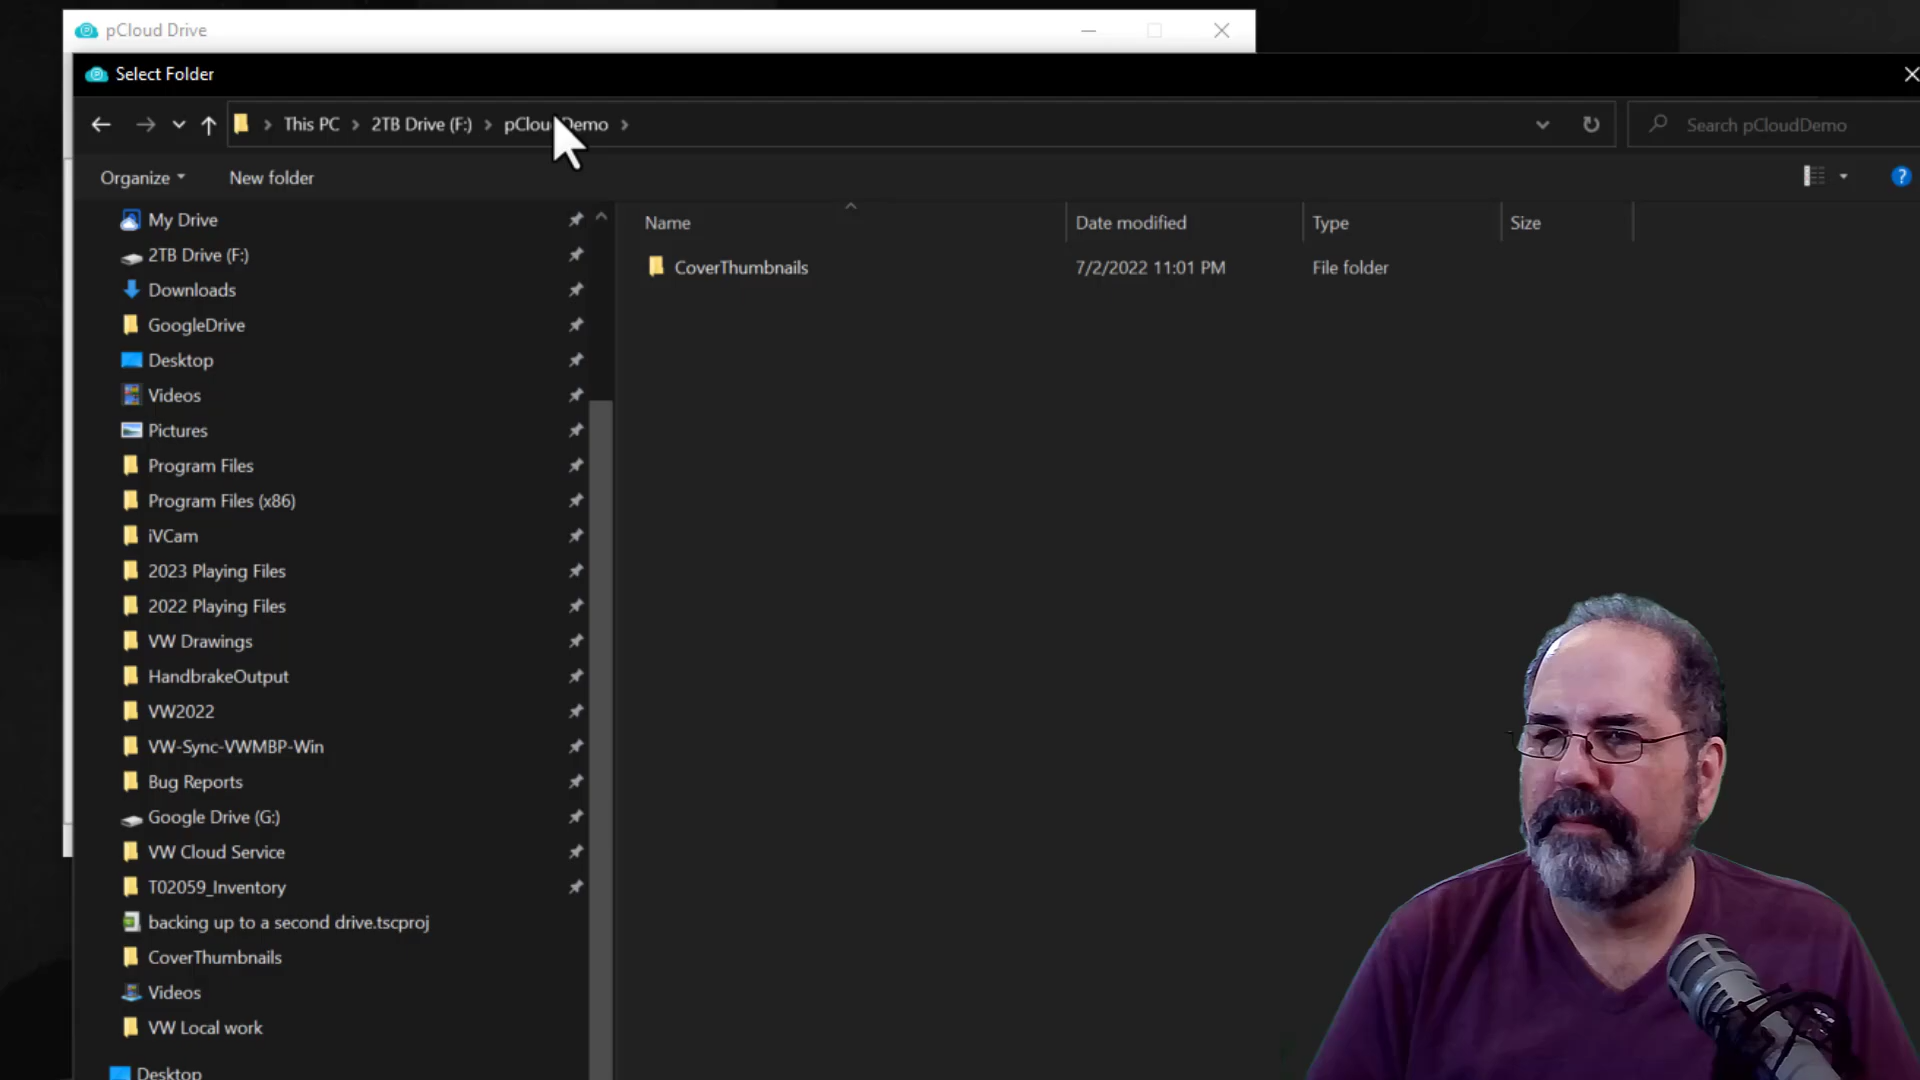 pCloud Drive
Select Folder
This PC > 2TB Drive (F:) > pCloudDemo >
Search pCloudDemo
Organize
New folder
?
Name
Date modified
Type
Size
CoverThumbnails
7/2/2022 11:01 PM
File folder
My Drive
2TB Drive (F:)
Downloads
GoogleDrive
Desktop
Videos
Pictures
Program Files
Program Files (x86)
iVCam
2023 Playing Files
2022 Playing Files
VW Drawings
HandbrakeOutput
VW2022
VW-Sync-VWMBP-Win
Bug Reports
Google Drive (G:)
VW Cloud Service
T02059_Inventory
backing up to a second drive.tscproj
CoverThumbnails
Videos
VW Local work
Desktop